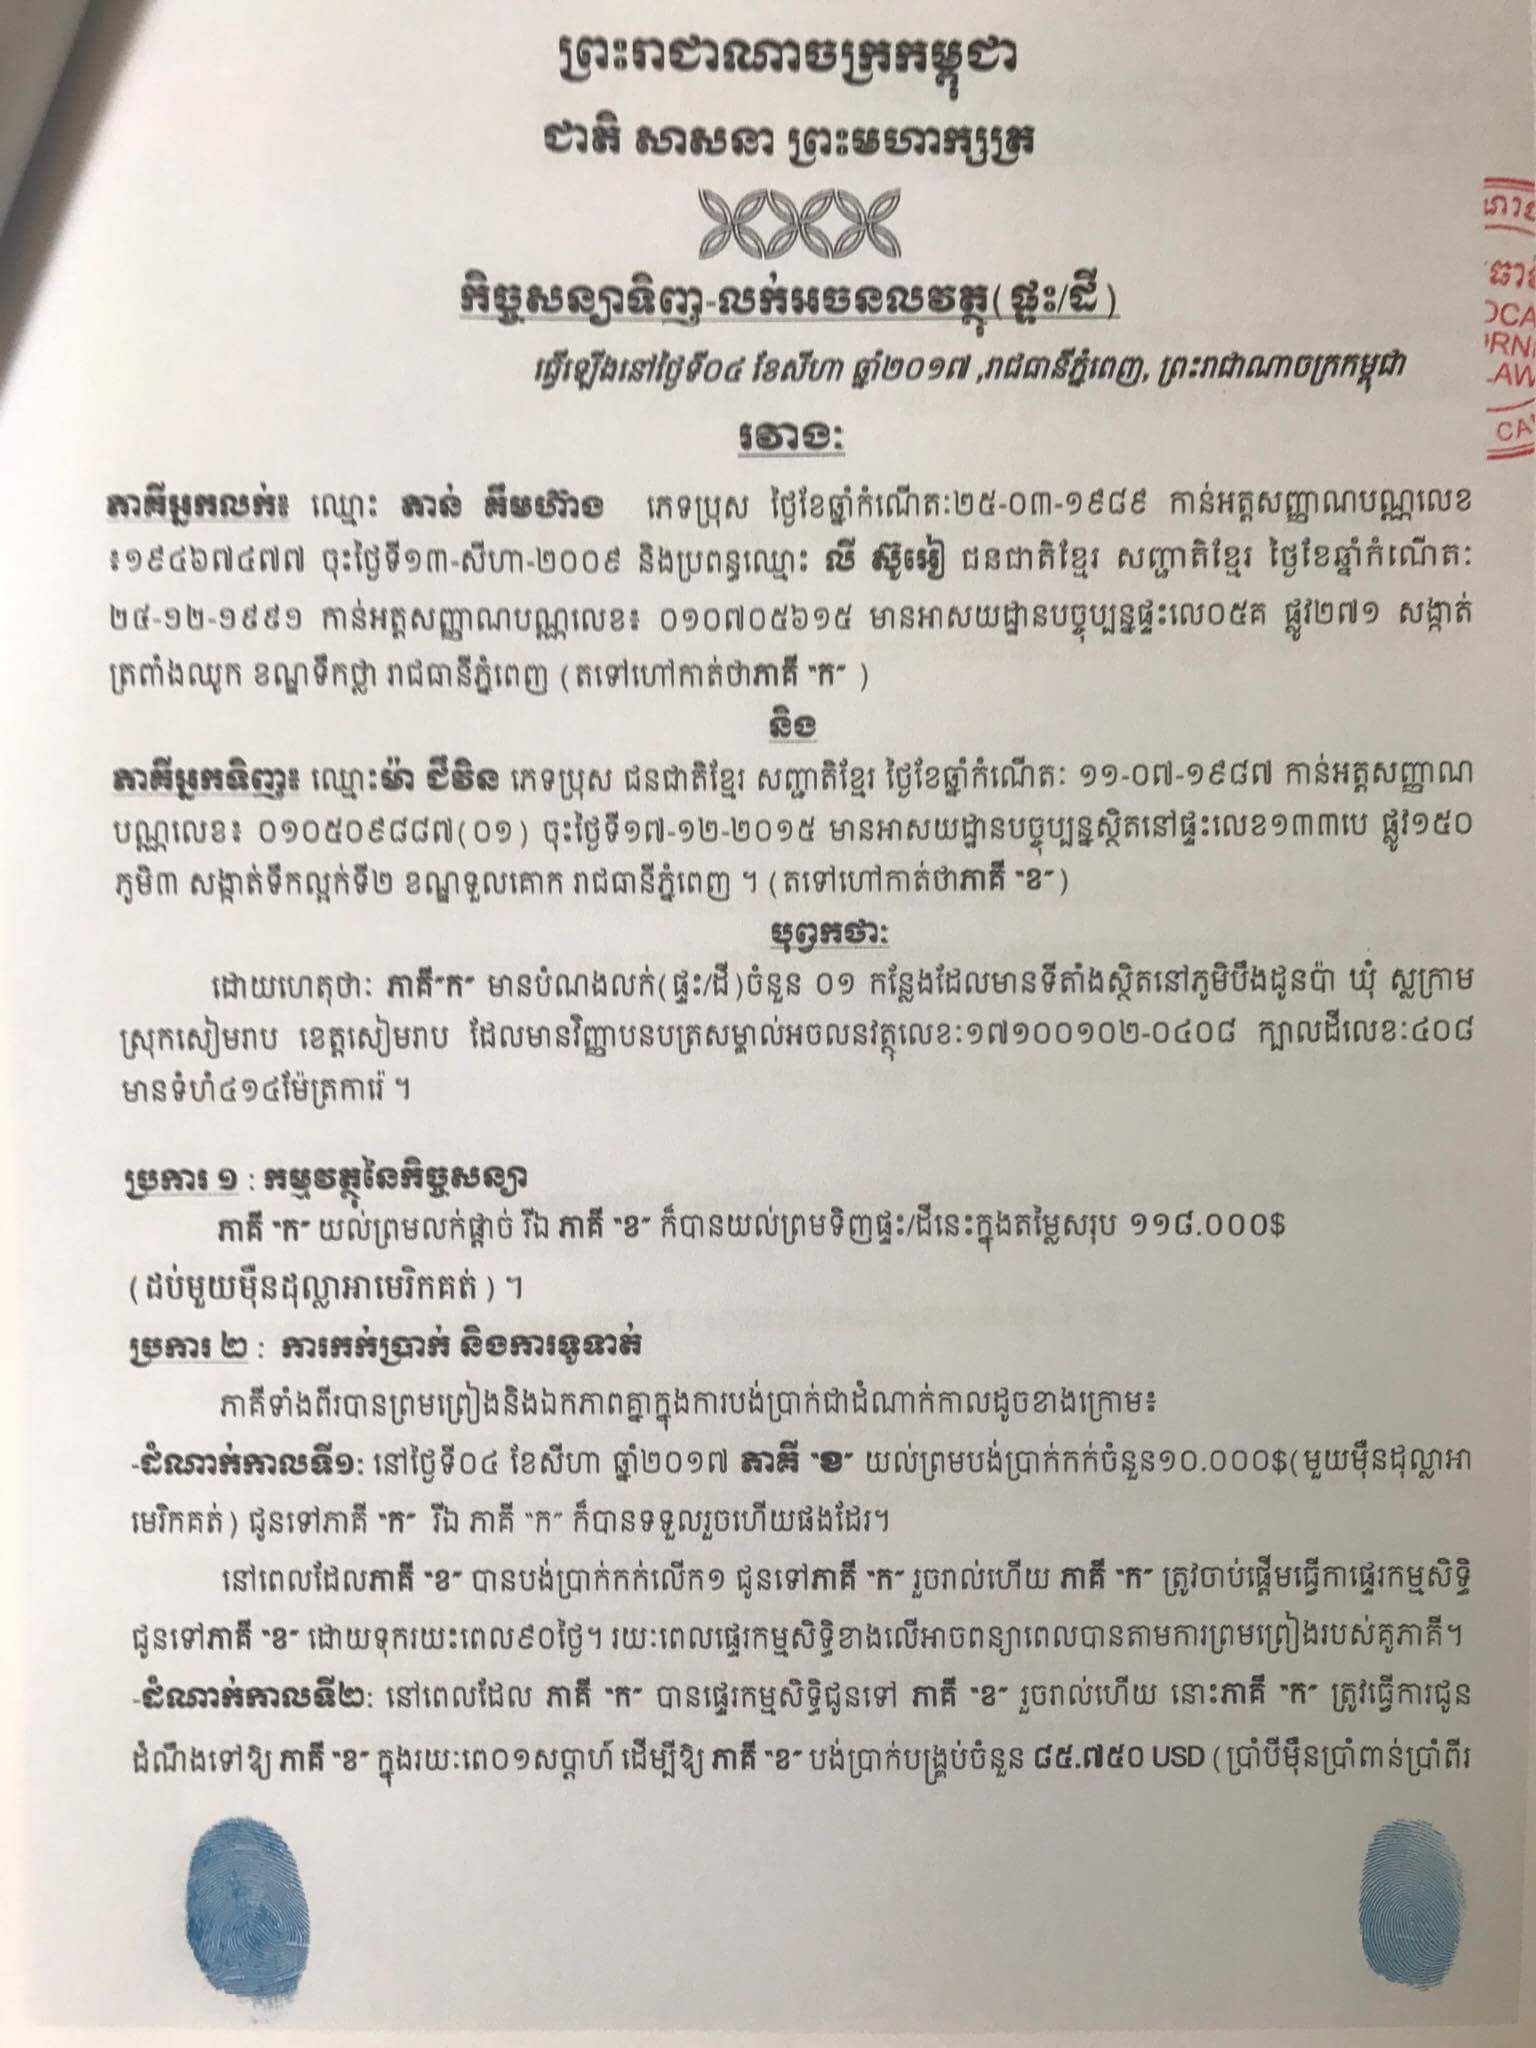 ព្រះរាជាណាចក្រកម្ពុជា
ជាតិ សាសនា ព្រះមហាក្សត្រ
កិច្ចសន្យាទិញ-លក់អចនលវត្ថុ(ផ្ទះ/ដី)
ធ្វើឡើងនៅថ្ងៃទី០៤ ខែសីហា ឆ្នាំ២០១៧ ,រាជធានីភ្នំពេញ, ព្រះរាជាណាចក្រកម្ពុជា
រវាងៈ
ភាគីអ្នកលក់៖ ឈ្មោះ ភាន់ គឹមហ៊ាង ភេទប្រុស ថ្ងៃខែឆ្នាំកំណើតៈ២៥-០៣-១៩៨៩ កាន់អត្តសញ្ញាណបណ្ណលេខ
៖១៩៤៦៧៤៧៧ ចុះថ្ងៃទី១៣-សីហា-២០០៩ និងប្រពន្ធឈ្មោះ លី ស៊ូអៀ ជនជាតិខ្មែរ សញ្ជាតិខ្មែរ ថ្ងៃខែឆ្នាំកំណើតៈ
២៤-១២-១៩៩១ កាន់អត្តសញ្ញាណបណ្ណលេខ៖ ០១០៧០៥៦១៥ មានអាសយដ្ឋានបច្ចុប្បន្នផ្ទះលេ០៥គ ផ្លូវ២៧១ សង្កាត់
ត្រពាំងឈូក ខណ្ឌទឹកថ្លា រាជធានីភ្នំពេញ (តទៅហៅកាត់ថាភាគី “ក” )
និង
ភាគីអ្នកទិញ៖ ឈ្មោះម៉ា ជីវិន ភេទប្រុស ជនជាតិខ្មែរ សញ្ជាតិខ្មែរ ថ្ងៃខែឆ្នាំកំណើតៈ ១១-០៧-១៩៨៧ កាន់អត្តសញ្ញាណ
បណ្ណលេខ៖ ០១០៥០៩៨៨៧(០១) ចុះថ្ងៃទី១៧-១២-២០១៥ មានអាសយដ្ឋានបច្ចុប្បន្នស្ថិតនៅផ្ទះលេខ១៣៣បេ ផ្លូវ១៥០
ភូមិ៣ សង្កាត់ទឹកល្អក់ទី២ ខណ្ឌទួលគោក រាជធានីភ្នំពេញ ។ (តទៅហៅកាត់ថាភាគី “ខ”)
បុព្វកថាៈ
ដោយហេតុថាៈ ភាគី“ក” មានបំណងលក់(ផ្ទះ/ដី)ចំនួន ០១ កន្លែងដែលមានទីតាំងស្ថិតនៅភូមិបឹងដូនប៉ា ឃុំ ស្លក្រាម
ស្រុកសៀមរាប ខេត្តសៀមរាប ដែលមានវិញ្ញាបនបត្រសម្គាល់អចលនវត្ថុលេខៈ១៧១០០១០២-០៤០៨ ក្បាលដីលេខៈ៤០៨
មានទំហំ៤១៤ម៉ែត្រការ៉េ ។
ប្រការ ១ : កម្មវត្ថុនៃកិច្ចសន្យា
ភាគី “ក” យល់ព្រមលក់ផ្តាច់ រីឯ ភាគី “ខ” ក៏បានយល់ព្រមទិញផ្ទះ/ដីនេះក្នុងតម្លៃសរុប ១១៨.០០០$
(ដប់មួយម៉ឺនដុល្លាអាមេរិកគត់) ។
ប្រការ ២ : ការកក់ប្រាក់ និងការទូទាត់
ភាគីទាំងពីរបានព្រមព្រៀងនិងឯកភាពគ្នាក្នុងការបង់ប្រាក់ជាដំណាក់កាលដូចខាងក្រោម៖
-ដំណាក់កាលទី១: នៅថ្ងៃទី០៤ ខែសីហា ឆ្នាំ២០១៧ ភាគី “ខ” យល់ព្រមបង់ប្រាក់កក់ចំនួន១០.០០០$(មួយម៉ឺនដុល្លាអា
មេរិកគត់) ជូនទៅភាគី “ក” រីឯ ភាគី “ក” ក៏បានទទួលរួចហើយផងដែរ។
នៅពេលដែលភាគី “ខ” បានបង់ប្រាក់កក់លើក១ ជូនទៅភាគី “ក” រួចរាល់ហើយ ភាគី “ក” ត្រូវចាប់ផ្តើមធ្វើកាផ្ទេរកម្មសិទ្ធិ
ជូនទៅភាគី “ខ” ដោយទុករយះពេល៩០ថ្ងៃ។ រយៈពេលផ្ទេរកម្មសិទ្ធិខាងលើអាចពន្យាពេលបានតាមការព្រមព្រៀងរបស់គូភាគី។
-ដំណាក់កាលទី២: នៅពេលដែល ភាគី “ក” បានផ្ទេរកម្មសិទ្ធិជូនទៅ ភាគី “ខ” រួចរាល់ហើយ នោះភាគី “ក” ត្រូវធ្វើការជូន
ដំណឹងទៅឱ្យ ភាគី “ខ” ក្នុងរយៈពេ០១សប្តាហ៍ ដើម្បីឱ្យ ភាគី “ខ” បង់ប្រាក់បង្គ្រប់ចំនួន ៨៥.៧៥០ USD (ប្រាំបីម៉ឺនប្រាំពាន់ប្រាំពីរ